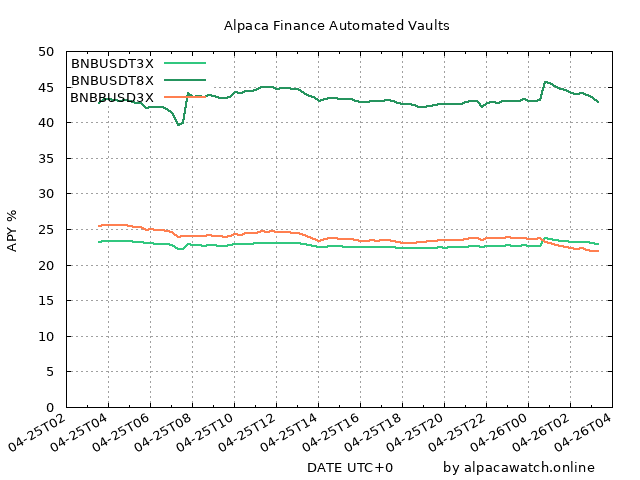 Alpaca Finance Automated Vaults
50
45
40
35
30
25
20
15
10
5
0
APY %
BNBUSDT3X
BNBUSDT8X
BNBBUSD3X
04-25T02
04-25T04
04-25T06
04-25T08
04-25T10
04-25T12
04-25T14
04-25T16
04-25T18
04-25T20
04-25T22
04-26T00
04-26T02
04-26T04
DATE UTC+0
by alpacawatch.online